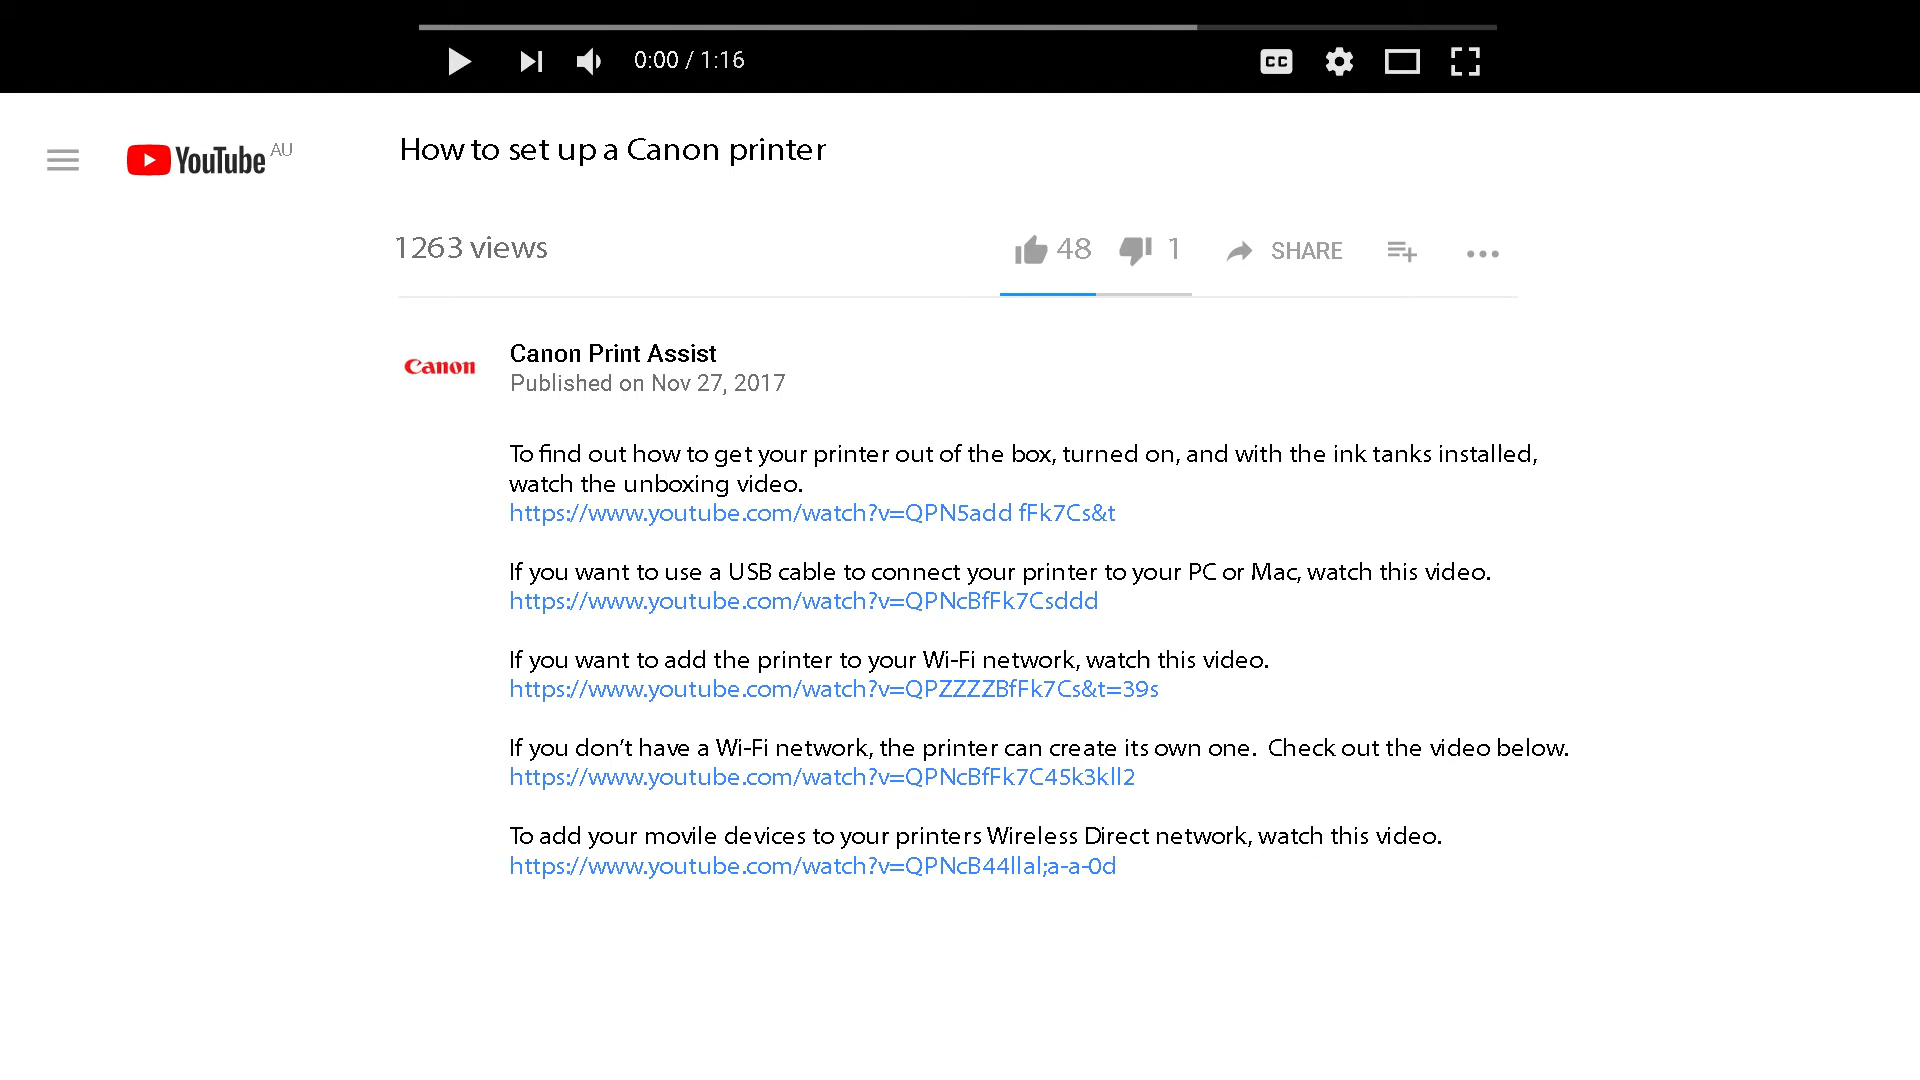 0:00 / 1:16
CC
YouTube AU
How to set up a Canon printer
1263 views
48
1
SHARE
Canon
Canon Print Assist
Published on Nov 27, 2017
To find out how to get your printer out of the box, turned on, and with the ink tanks installed,
watch the unboxing video.
https://www.youtube.com/watch?v=QPN5add fFk7Cs&t
If you want to use a USB cable to connect your printer to your PC or Mac, watch this video.
https://www.youtube.com/watch?v=QPNcBfFk7Csddd
If you want to add the printer to your Wi-Fi network, watch this video.
https://www.youtube.com/watch?v=QPZZZZBfFk7Cs&t=39s
If you don’t have a Wi-Fi network, the printer can create its own one.  Check out the video below.
https://www.youtube.com/watch?v=QPNcBfFk7C45k3kll2
To add your movile devices to your printers Wireless Direct network, watch this video.
https://www.youtube.com/watch?v=QPNcB44llal;a-a-0d